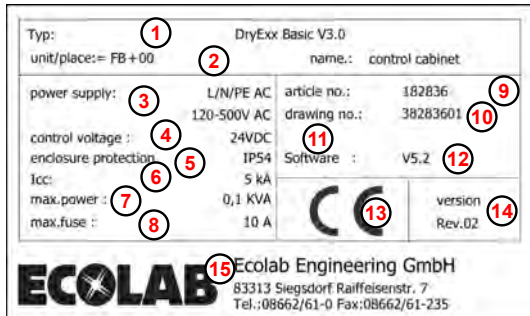 Typ: 1 DryExx Basic V3.0
unit/place:= FB+00 2 name.: control cabinet
power supply: 3 L/N/PE AC
120-500V AC
control voltage : 4 24VDC
enclosure protection 5 IP54
Icc: 6 5 kA
max.power : 7 0,1 KVA
max.fuse : 8 10 A
article no.: 182836 9
drawing no.: 38283601 10
11
Software : V5.2 12
CE 13
version 14
Rev.02
ECOLAB 15
Ecolab Engineering GmbH
83313 Siegsdorf Raiffeisenstr. 7
Tel.:08662/61-0 Fax:08662/61-235